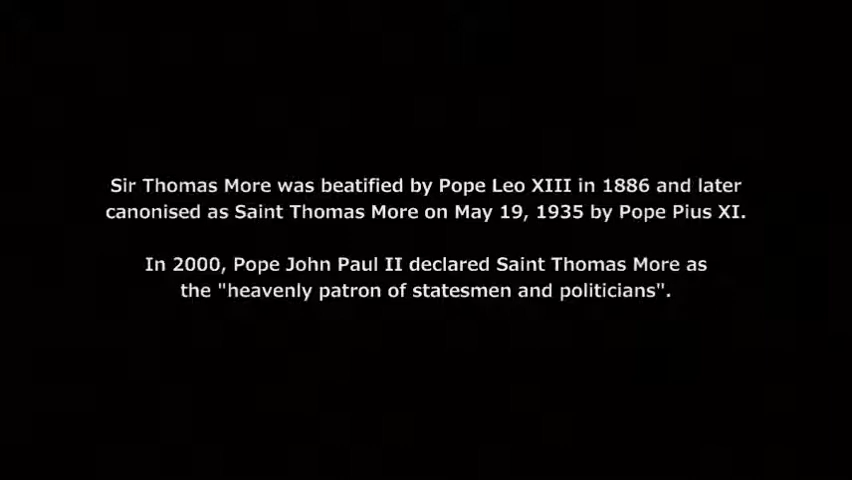 Sir Thomas More was beatified by Pope Leo XIII in 1886 and later
canonised as Saint Thomas More on May 19, 1935 by Pope Pius XI.
In 2000, Pope John Paul II declared Saint Thomas More as
the "heavenly patron of statesmen and politicians".